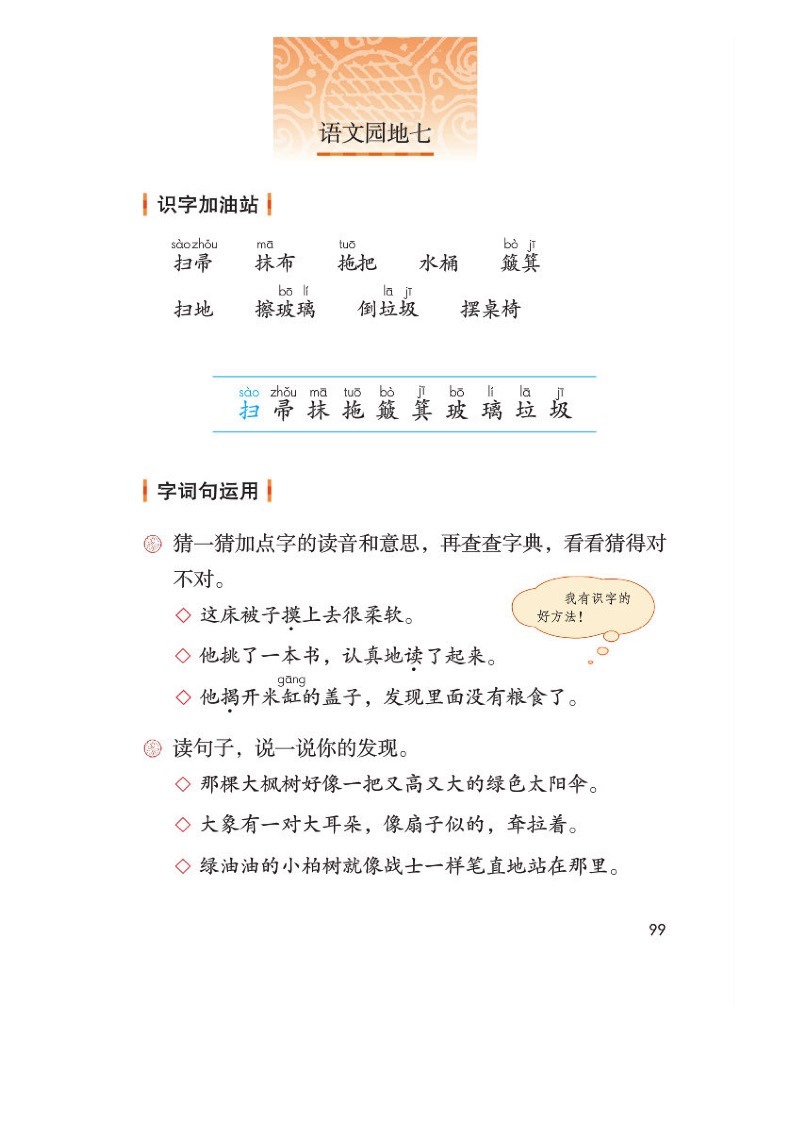 语文园地七
识字加油站
sào zhǒu mā tuō bò jī
扫帚 抹布 拖把 水桶 簸箕
bō lí lā jī
扫地 擦玻璃 倒垃圾 摆桌椅
sào zhǒu mā tuō bò jī bō lí lā jī
扫 帚 抹 拖 簸 箕 玻 璃 垃 圾
字词句运用
猜一猜加点字的读音和意思，再查查字典，看看猜得对
不对。
我有识字的
好方法！
◇ 这床被子摸上去很柔软。
◇ 他挑了一本书，认真地读了起来。
gāng
◇ 他揭开米缸的盖子，发现里面没有粮食了。
读句子，说一说你的发现。
◇ 那棵大枫树好像一把又高又大的绿色太阳伞。
◇ 大象有一对大耳朵，像扇子似的，耷拉着。
◇ 绿油油的小柏树就像战士一样笔直地站在那里。
99